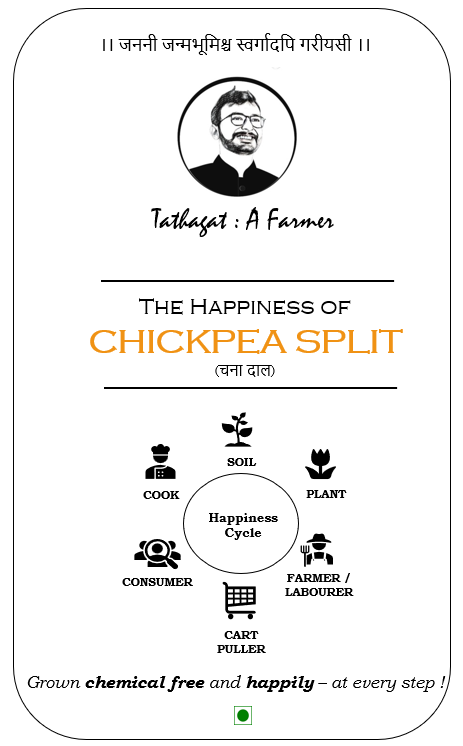 ।। जननी जन्मभूमिश्च स्वर्गादपि गरीयसी ।।
Tathagat : A Farmer
The Happiness of
CHICKPEA SPLIT
(चना दाल)
SOIL
COOK
PLANT
Happiness
Cycle
CONSUMER
FARMER /
LABOURER
CART
PULLER
Grown chemical free and happily – at every step !